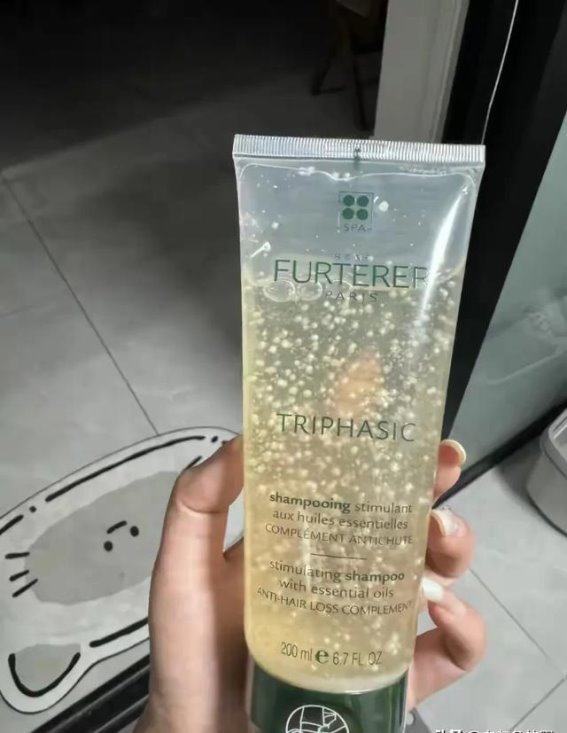 SPA
RENE
FURTERER
PARIS
TRIPHASIC
shampooing stimulant
aux huiles essentielles
COMPLÉMENT ANTICHUTE
stimulating shampoo
with essential oils
ANTI-HAIR LOSS COMPLEMENT
200 ml e 6.7 FL.OZ